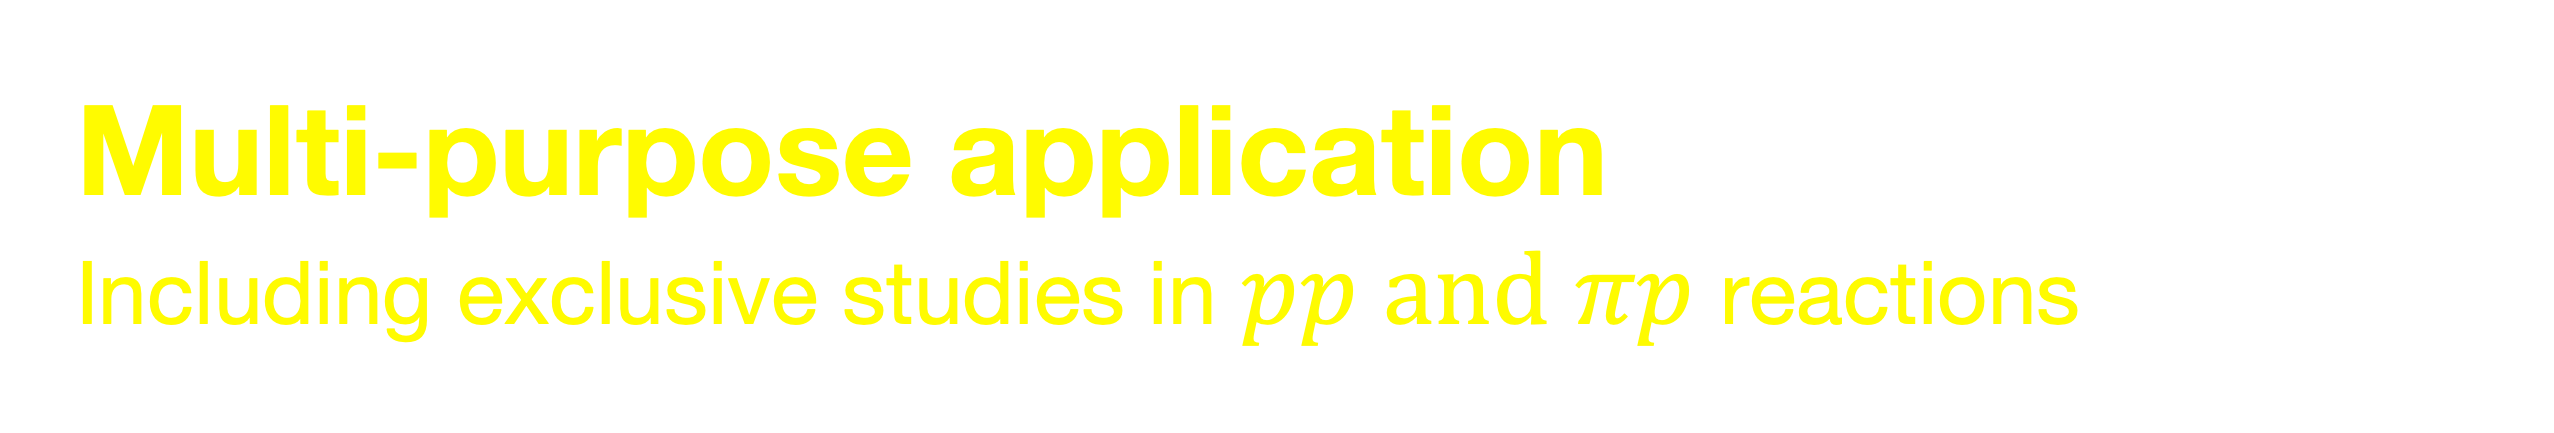 Multi-purpose application
Including exclusive studies in pp and πp reactions